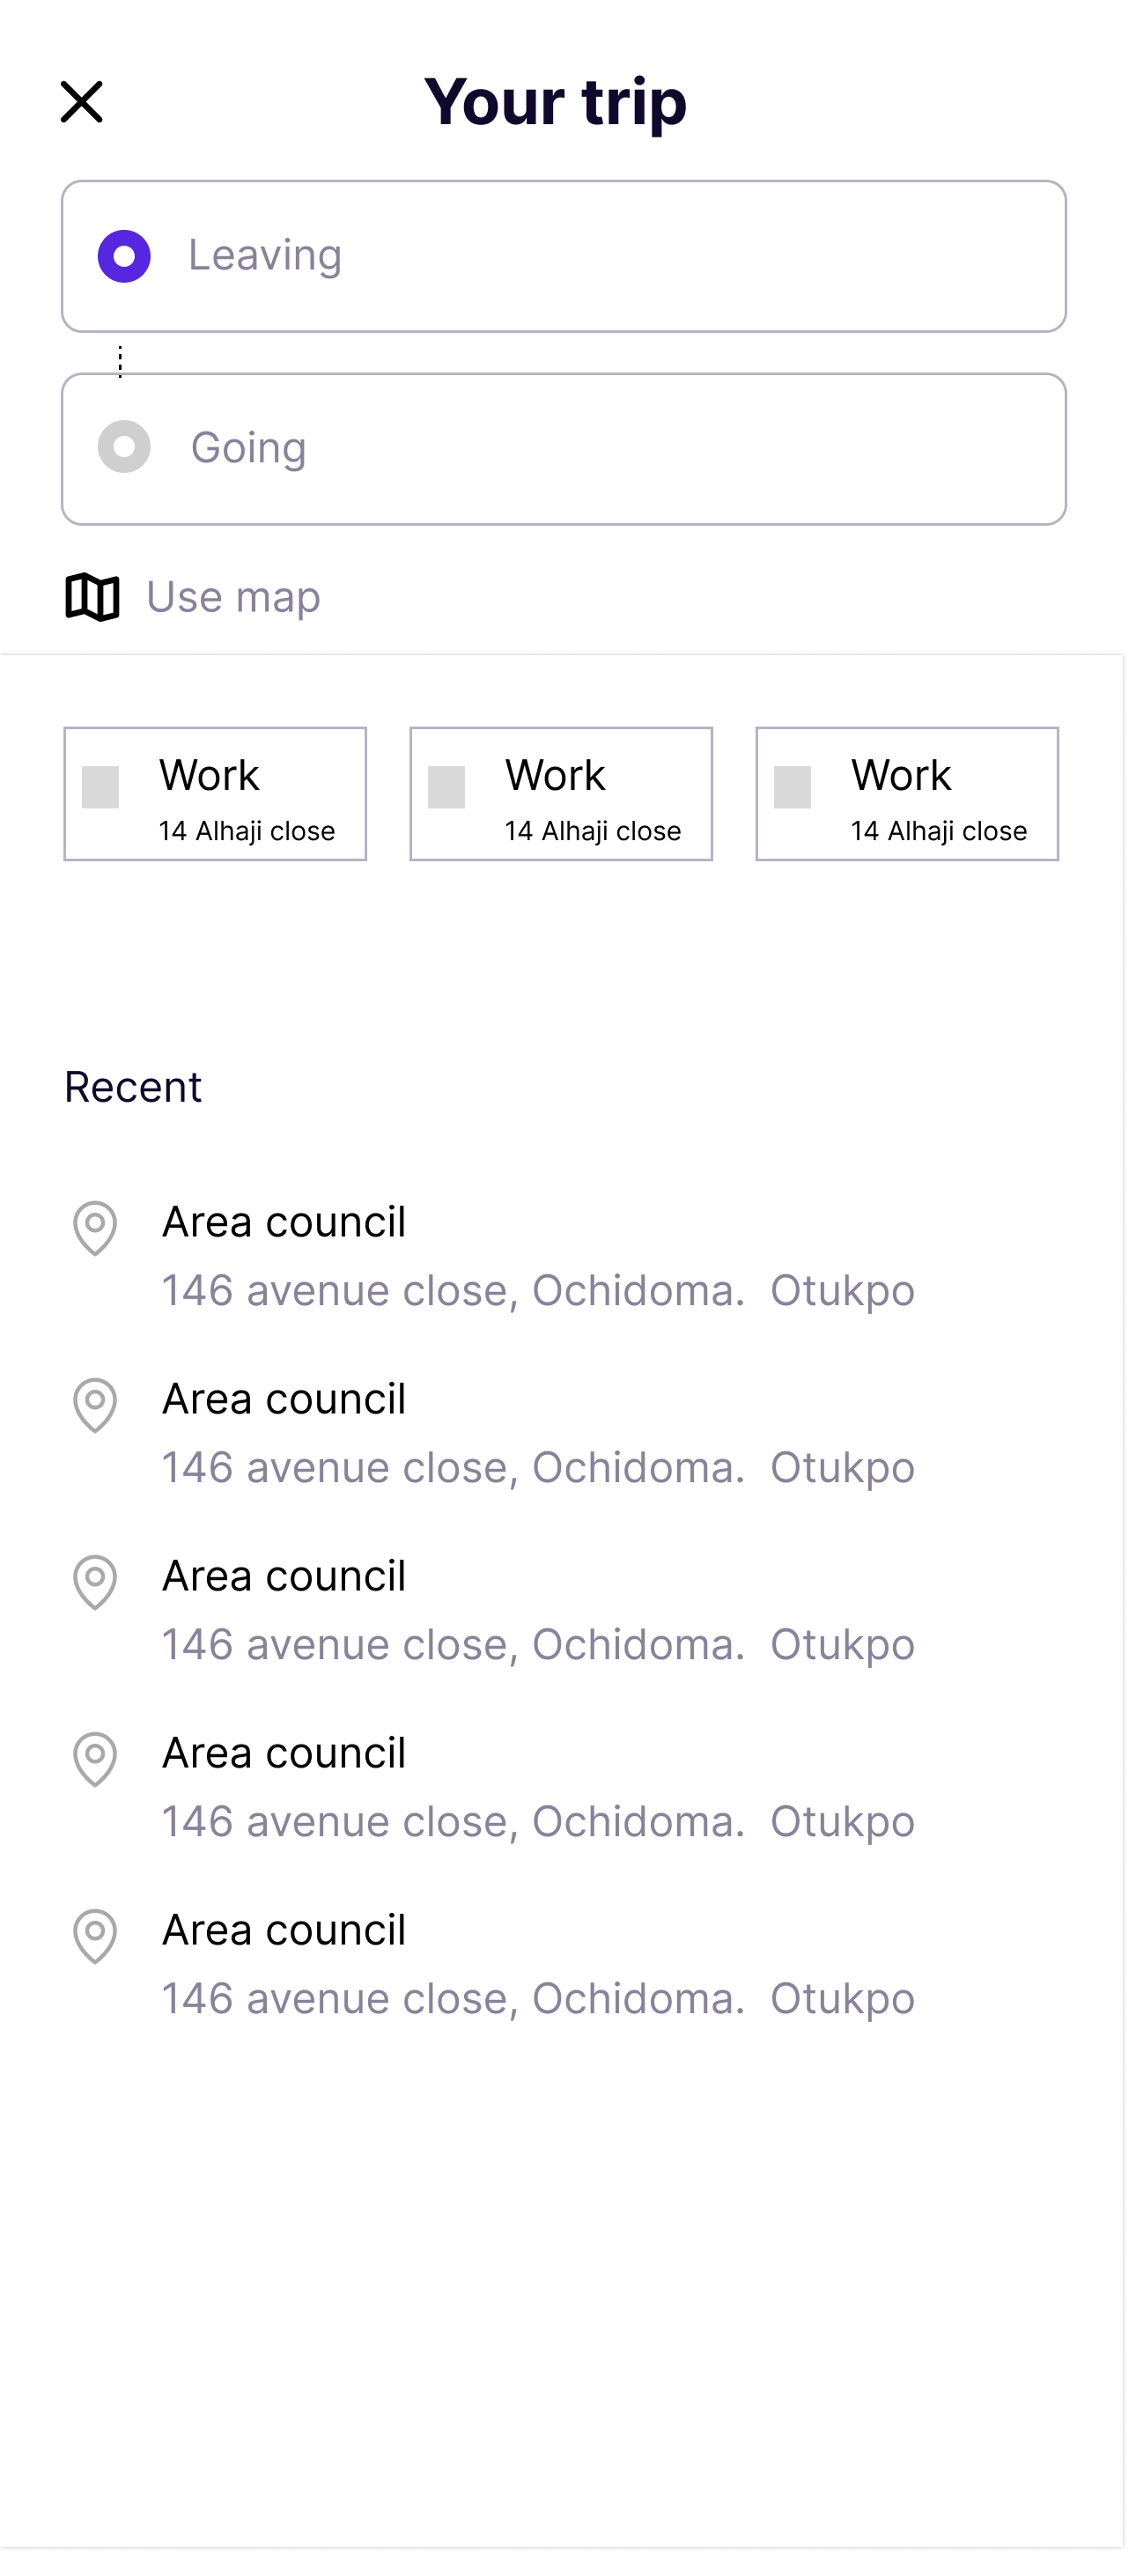 Your trip
Leaving
Going
Use map
Work
14 Alhaji close
Work
14 Alhaji close
Work
14 Alhaji close
Recent
Area council
146 avenue close, Ochidoma.  Otukpo
Area council
146 avenue close, Ochidoma.  Otukpo
Area council
146 avenue close, Ochidoma.  Otukpo
Area council
146 avenue close, Ochidoma.  Otukpo
Area council
146 avenue close, Ochidoma.  Otukpo